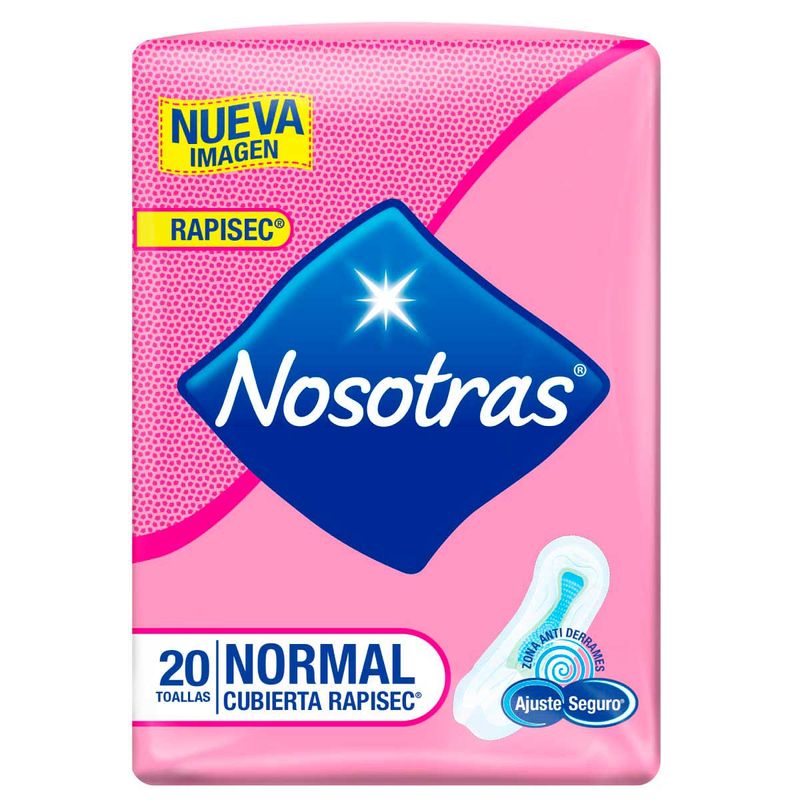 NUEVA
IMAGEN
RAPISEC®
Nosotras®
ZONA ANTI DERRAMES
20
TOALLAS
NORMAL
CUBIERTA RAPISEC®
Ajuste Seguro®